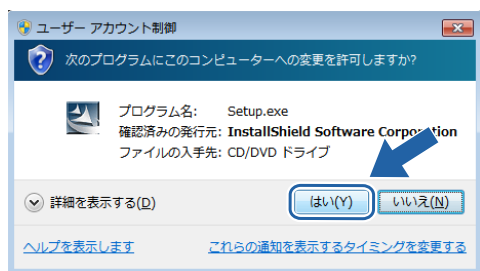 ユーザー アカウント制御
次のプログラムにこのコンピューターへの変更を許可しますか?
プログラム名: Setup.exe
確認済みの発行元: InstallShield Software Corporation
ファイルの入手先: CD/DVD ドライブ
詳細を表示する(D)
はい(Y)
いいえ(N)
ヘルプを表示します
これらの通知を表示するタイミングを変更する